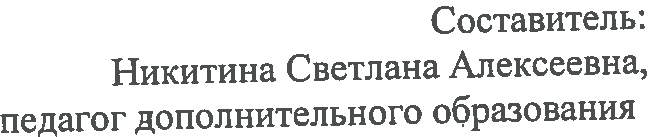 Составитель:
Никитина Светлана Алексеевна,
педагог дополнительного образования